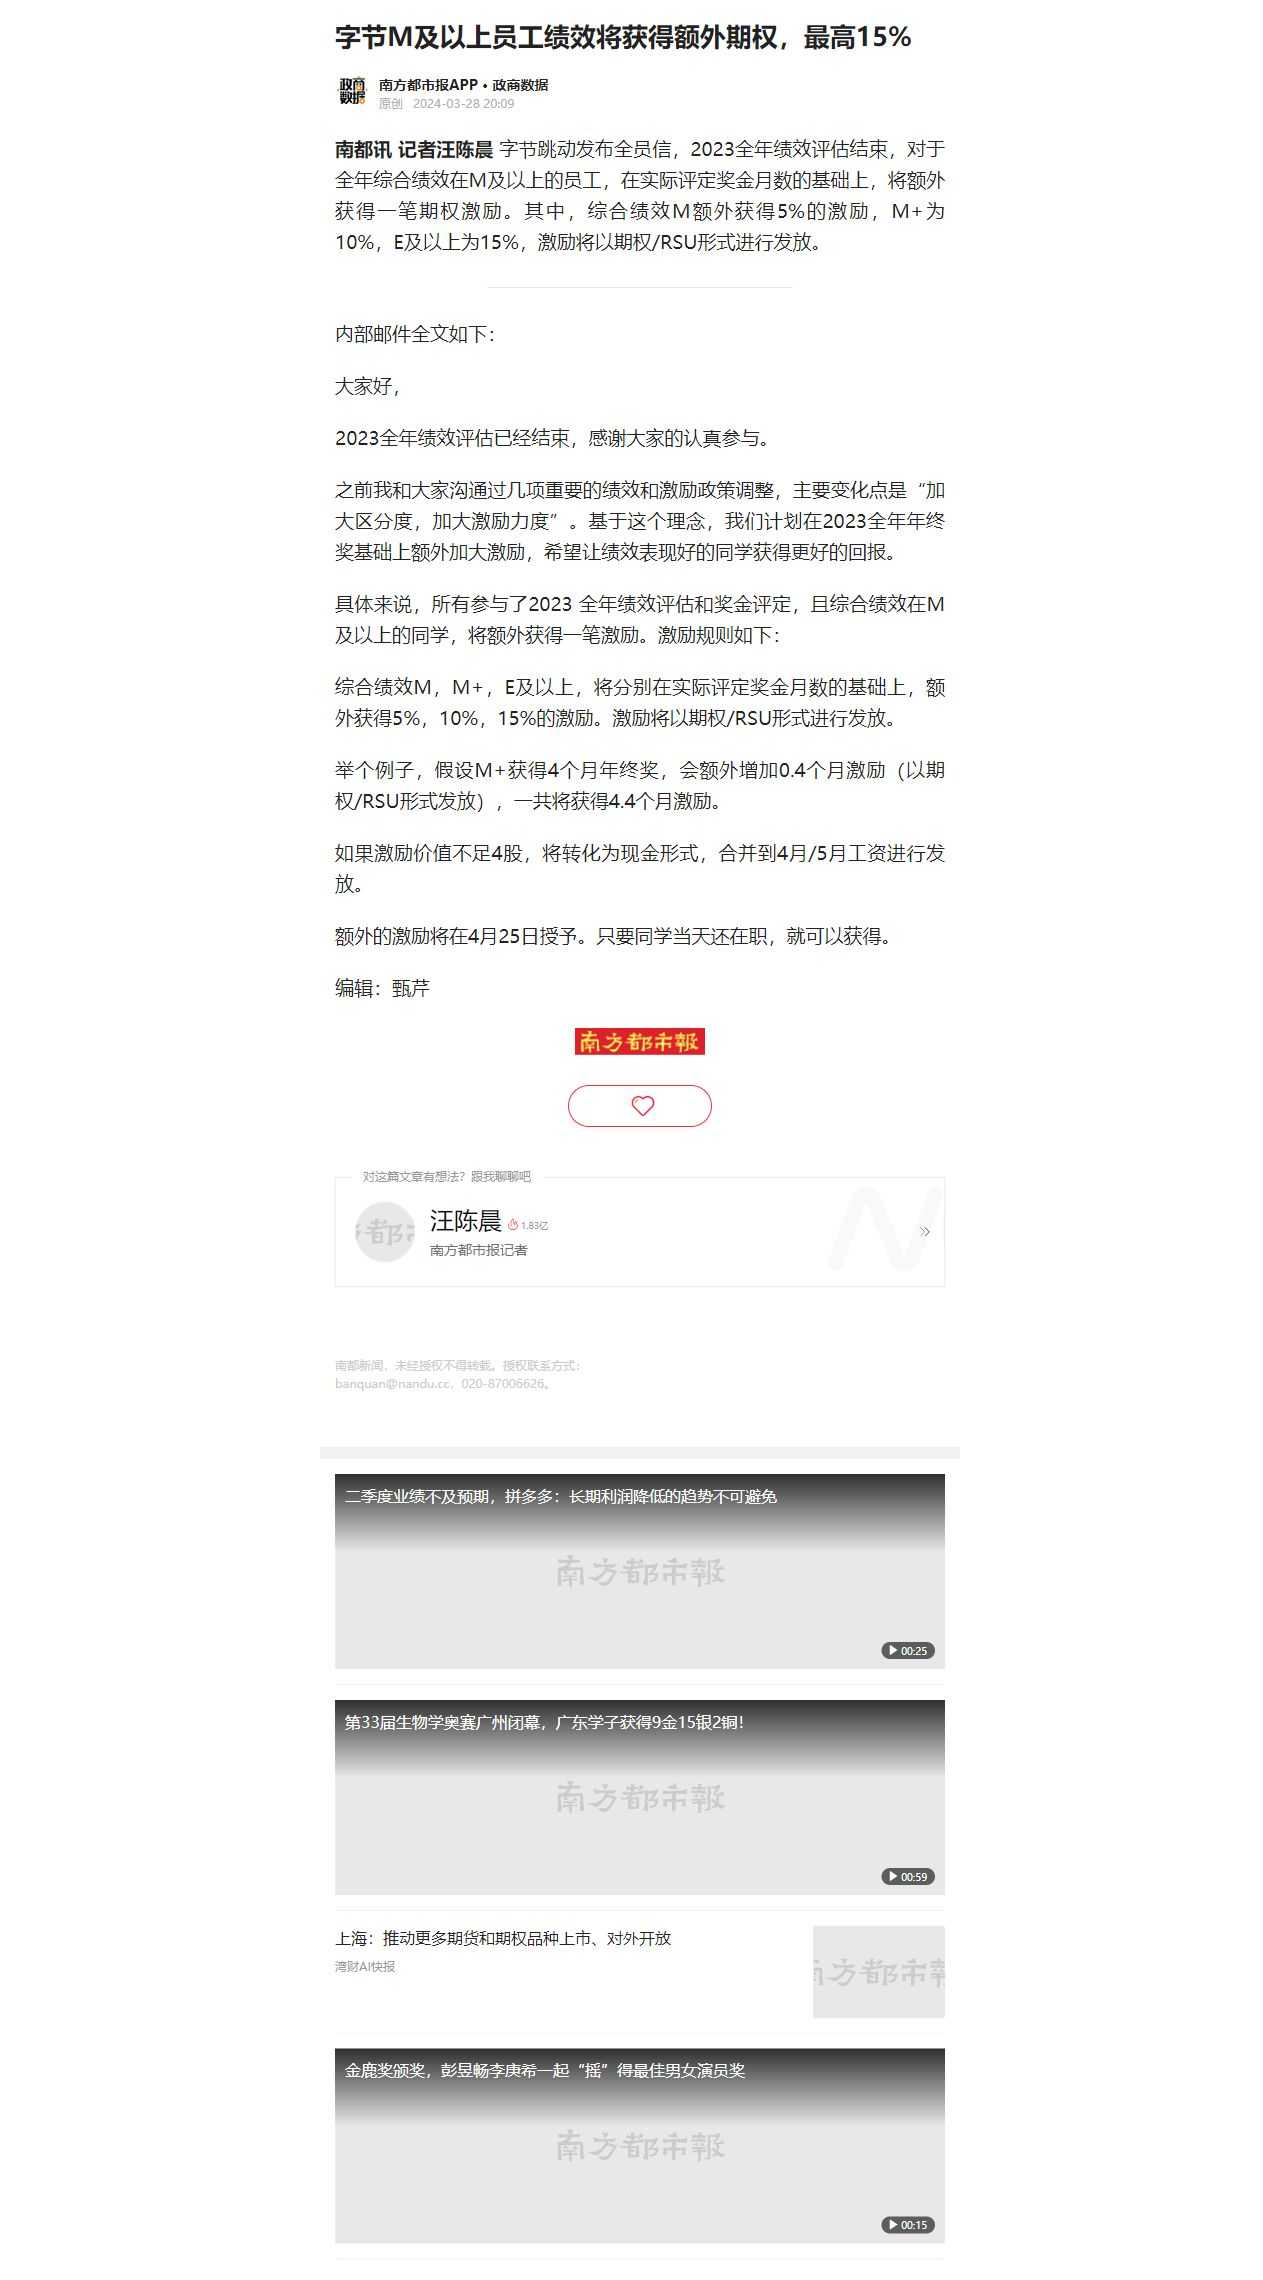 字节M及以上员工绩效将获得额外期权，最高15%
政商
数据
南方都市报APP • 政商数据
原创 2024-03-28 20:09
南都讯 记者汪陈晨 字节跳动发布全员信，2023全年绩效评估结束，对于
全年综合绩效在M及以上的员工，在实际评定奖金月数的基础上，将额外
获得一笔期权激励。其中，综合绩效M额外获得5%的激励，M+为
10%，E及以上为15%，激励将以期权/RSU形式进行发放。
内部邮件全文如下：
大家好，
2023全年绩效评估已经结束，感谢大家的认真参与。
之前我和大家沟通过几项重要的绩效和激励政策调整，主要变化点是“加
大区分度，加大激励力度”。基于这个理念，我们计划在2023全年年终
奖基础上额外加大激励，希望让绩效表现好的同学获得更好的回报。
具体来说，所有参与了2023 全年绩效评估和奖金评定，且综合绩效在M
及以上的同学，将额外获得一笔激励。激励规则如下：
综合绩效M，M+，E及以上，将分别在实际评定奖金月数的基础上，额
外获得5%，10%，15%的激励。激励将以期权/RSU形式进行发放。
举个例子，假设M+获得4个月年终奖，会额外增加0.4个月激励（以期
权/RSU形式发放），一共将获得4.4个月激励。
如果激励价值不足4股，将转化为现金形式，合并到4月/5月工资进行发
放。
额外的激励将在4月25日授予。只要同学当天还在职，就可以获得。
编辑：甄芹
南方都市報
对这篇文章有想法？跟我聊聊吧
汪陈晨 1.83亿
南方都市报记者
南都新闻，未经授权不得转载。授权联系方式：
banquan@nandu.cc，020-87006626。
二季度业绩不及预期，拼多多：长期利润降低的趋势不可避免
南方都市報
00:25
第33届生物学奥赛广州闭幕，广东学子获得9金15银2铜！
南方都市報
00:59
上海：推动更多期货和期权品种上市、对外开放
湾财AI快报
南方都市報
金鹿奖颁奖，彭昱畅李庚希一起“摇”得最佳男女演员奖
南方都市報
00:15